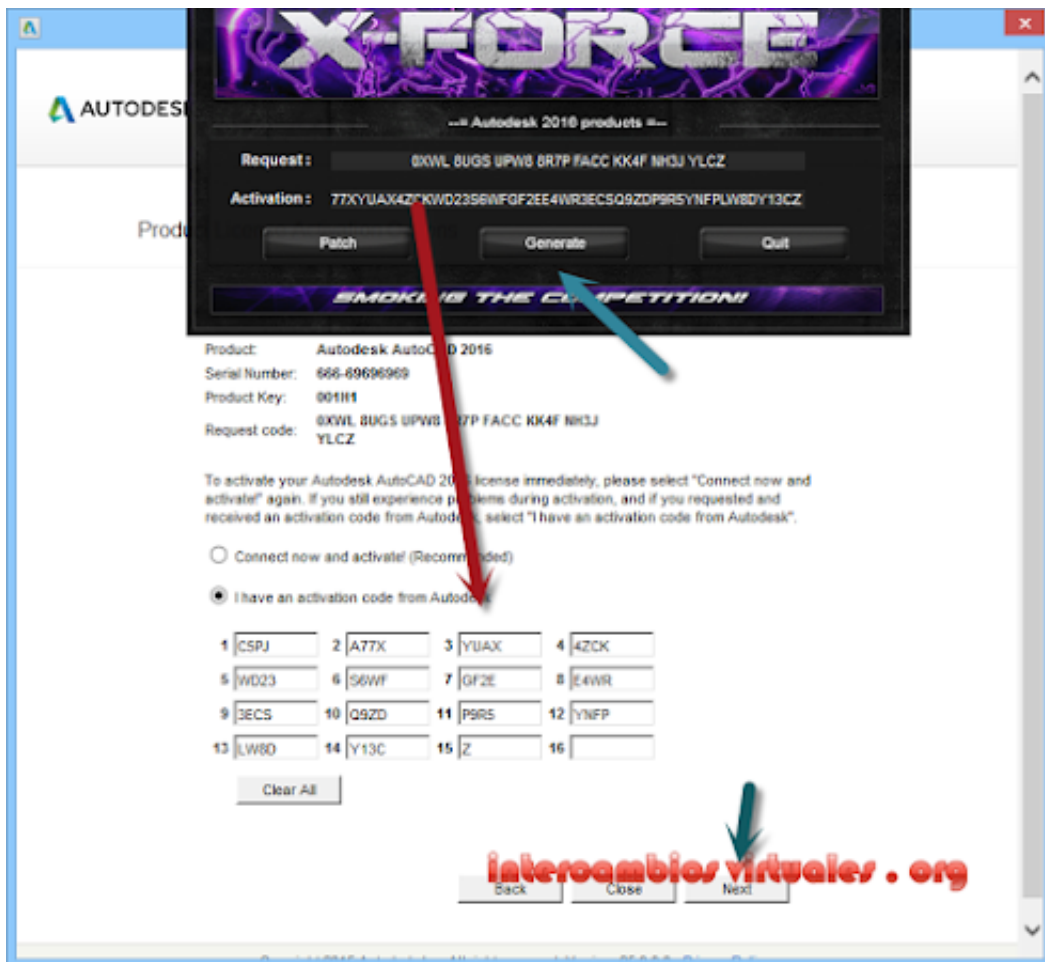 X-FORCE
AUTODES
--= Autodesk 2016 products =--
Request: 0XWL 8UGS UPW8 8R7P FACC KK4F NH3J YLCZ
Activation: 77XYUAX4ZCKWD23S6WFGF2EE4WR3ECSQ9ZDP9R5YNFPLW8DY13CZ
Patch Generate Quit
SMOKING THE COMPETITION!
Product: Autodesk AutoCAD 2016
Serial Number: 666-69696969
Product Key: 001H1
Request code: 0XWL 8UGS UPW8 8R7P FACC KK4F NH3J
YLCZ
To activate your Autodesk AutoCAD 2016 license immediately, please select "Connect now and
activate!" again. If you still experience problems during activation, and if you requested and
received an activation code from Autodesk, select "I have an activation code from Autodesk".
Connect now and activate! (Recommended)
I have an activation code from Autodesk
1 C5PJ 2 A77X 3 YUAX 4 4ZCK
5 WD23 6 S6WF 7 GF2E 8 E4WR
9 3ECS 10 Q9ZD 11 P9R5 12 YNFP
13 LW8D 14 Y13C 15 Z 16
Clear All
intercambios virtuales . org
Back Close Next